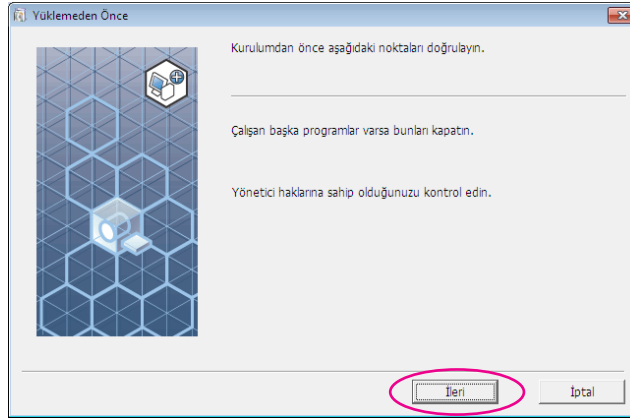 Yüklemeden Önce
Kurulumdan önce aşağıdaki noktaları doğrulayın.
Çalışan başka programlar varsa bunları kapatın.
Yönetici haklarına sahip olduğunuzu kontrol edin.
İleri
İptal